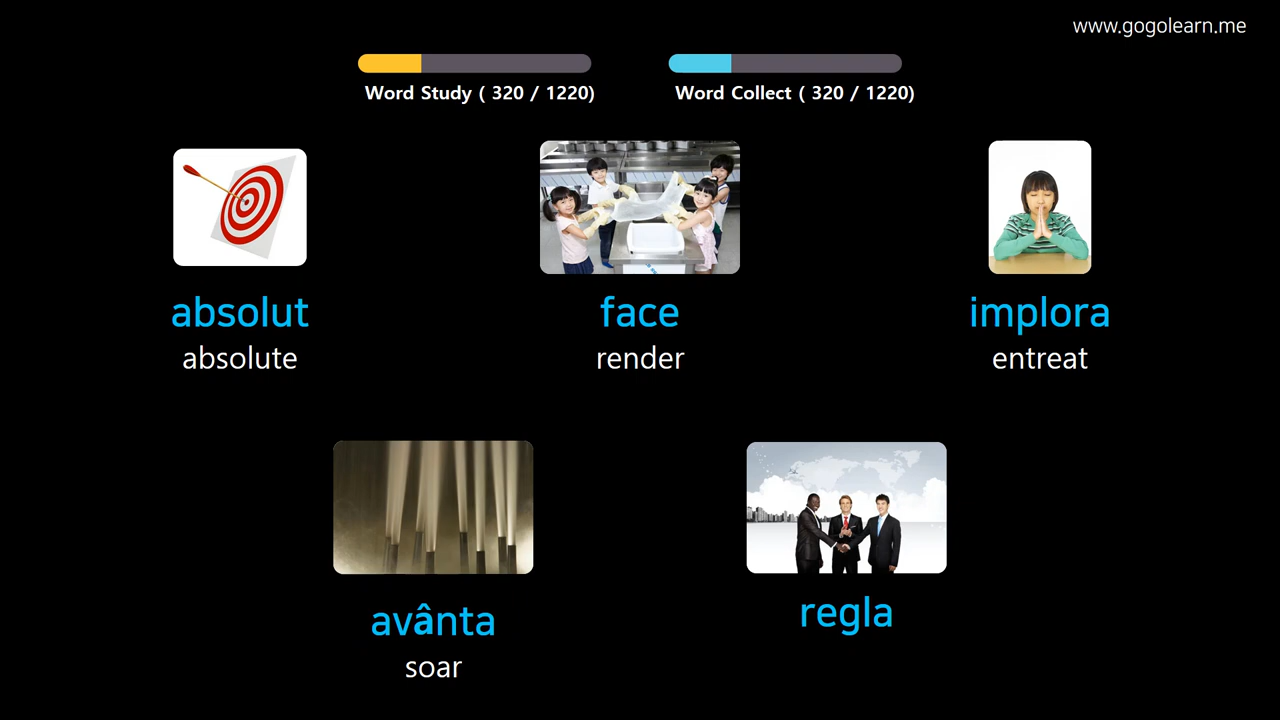 www.gogolearn.me
Word Study ( 320 / 1220)
Word Collect ( 320 / 1220)
absolut
absolute
face
render
implora
entreat
avânta
soar
regla